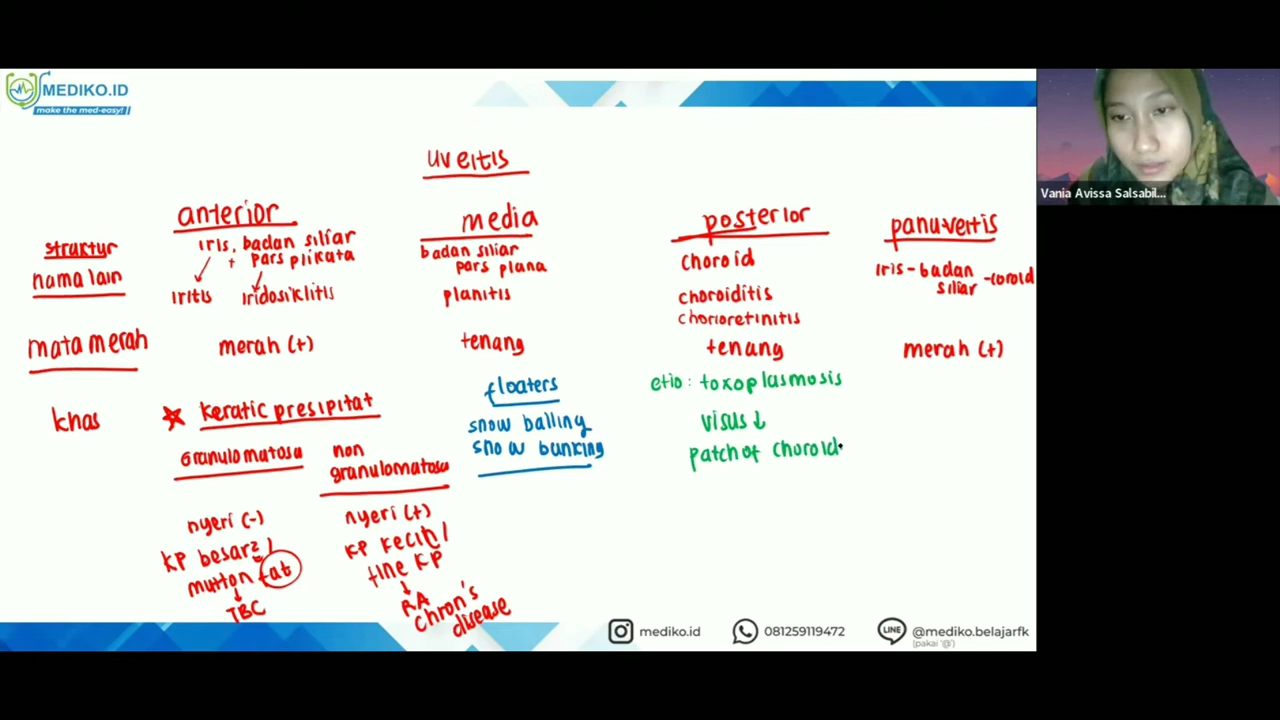 MEDIKO.ID
make the med-easy!
Vania Avissa Salsabil...
uveitis
anterior
media
posterior
panuveitis
struktur
iris, badan siliar
+ pars plikata
badan siliar
pars plana
choroid
iris-badan siliar-coroid
nama lain
iritis
iridosiklitis
planitis
choroiditis
chorioretinitis
mata merah
merah (+)
tenang
tenang
merah (+)
khas
keratic presipitat
granulomatosa
nyeri (-)
KP besar2 /
mutton fat
TBC
non
granulomatosa
nyeri (+)
KP kecil /
fine KP
RA
Chron's
disease
floaters
snow balling
snow banking
etio: toxoplasmosis
visus ↓
patch of choroid
mediko.id
081259119472
@mediko.belajarfk
(pakai '@')